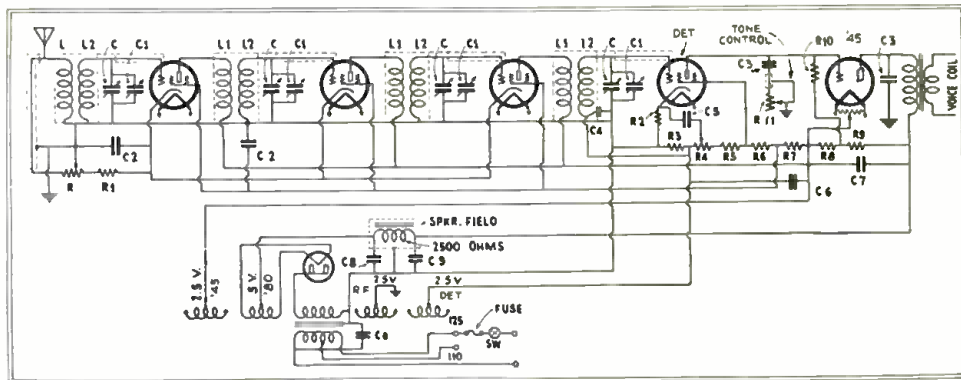 L L2 C C1 L1 L2 C C1 L1 L2 C C1 L1 L2 C C1 DET TONE CONTROL R10 '45 C3
C3
VOICE COIL
R11
C4 R2 C5
C2 C2 R3 R4 R5 R6 R7 R8 R9
R R1 C7
C6
SPKR. FIELD
2500 OHMS
2.5 V. '45 5 V. '80 C8 C9
2.5V 2.5V
RF DET
FUSE
125
SW
110